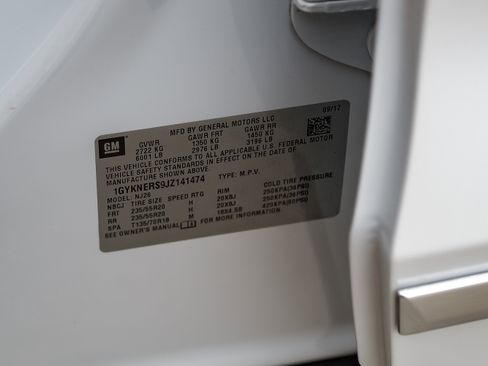 09/17
MFD BY GENERAL MOTORS LLC
GM
GVWR GAWR FRT GAWR RR
2722 KG 1350 KG 1450 KG
6001 LB 2976 LB 3196 LB
THIS VEHICLE CONFORMS TO ALL APPLICABLE U.S. FEDERAL MOTOR
VEHICLE SAFETY STANDARDS IN EFFECT ON THE DATE OF
MANUFACTURE SHOWN ABOVE.
1GYKNERS9JZ141474 TYPE: M.P.V.
MODEL: NJ26
NBCJ TIRE SIZE SPEED RTG RIM COLD TIRE PRESSURE
FRT 235/55R20 H 20X8J 250KPA(36PSI)
RR 235/55R20 H 20X8J 250KPA(36PSI)
SPA T135/70R18 M 18X4.5B 420KPA(60PSI)
SEE OWNER'S MANUAL FOR MORE INFORMATION.